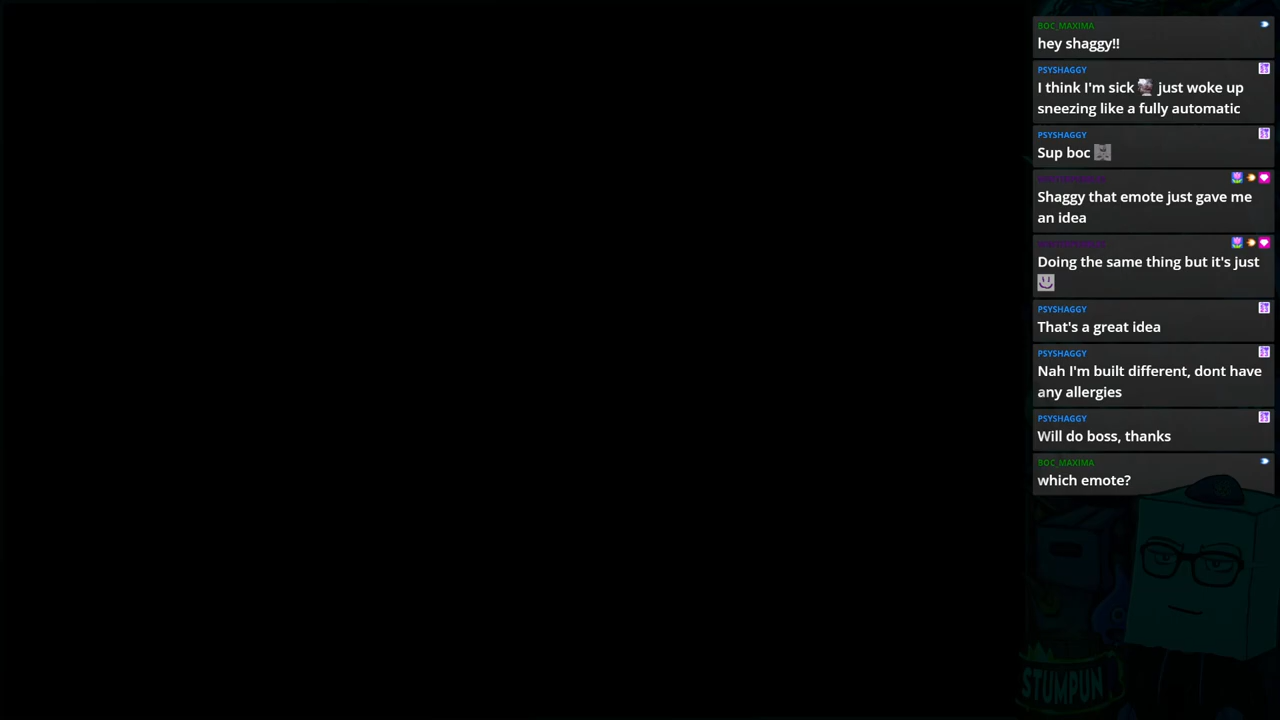 BOC_MAXIMA
hey shaggy!!
PSYSHAGGY
I think I'm sick just woke up
sneezing like a fully automatic
PSYSHAGGY
Sup boc
Shaggy that emote just gave me
an idea
Doing the same thing but it's just
PSYSHAGGY
That's a great idea
PSYSHAGGY
Nah I'm built different, dont have
any allergies
PSYSHAGGY
Will do boss, thanks
BOC_MAXIMA
which emote?
STUMPUN